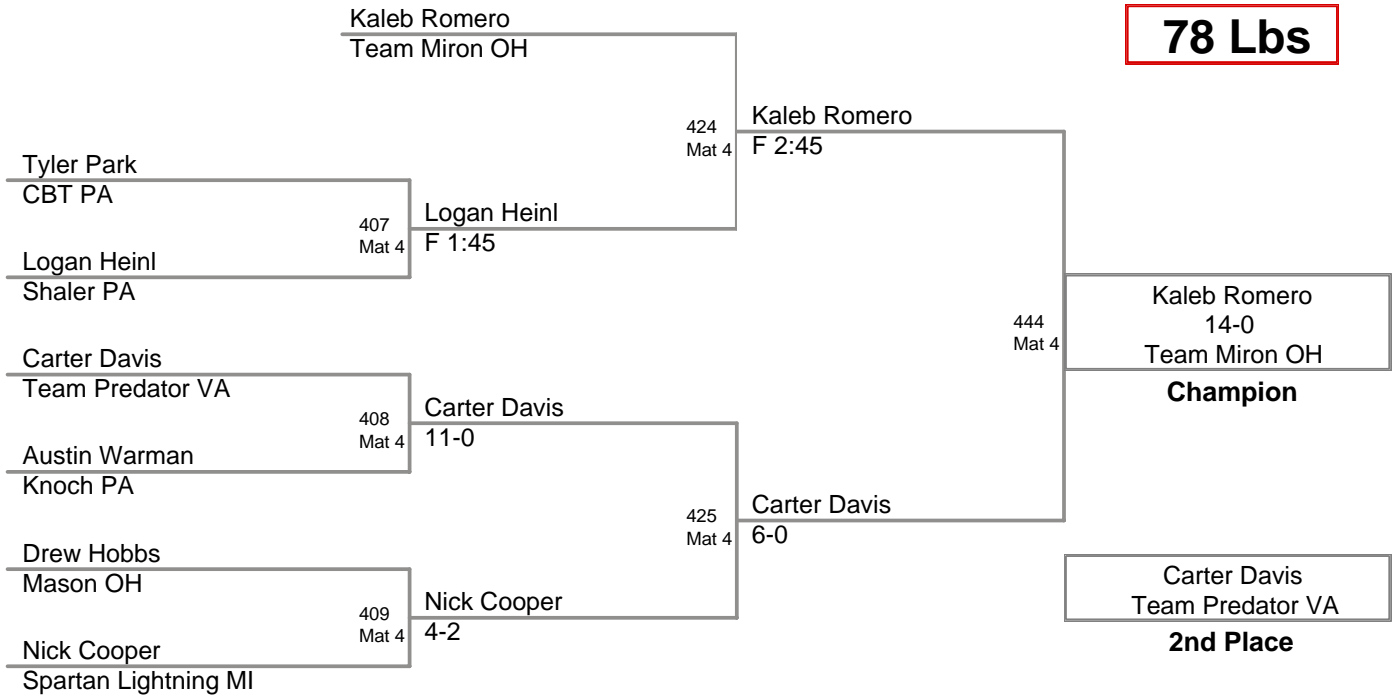 Kaleb Romero
Team Miron OH
78 Lbs
424
Mat 4
Kaleb Romero
F 2:45
Tyler Park
CBT PA
407
Mat 4
Logan Heinl
F 1:45
Logan Heinl
Shaler PA
444
Mat 4
Kaleb Romero
14-0
Team Miron OH
Champion
Carter Davis
Team Predator VA
408
Mat 4
Carter Davis
11-0
Austin Warman
Knoch PA
425
Mat 4
Carter Davis
6-0
Drew Hobbs
Mason OH
409
Mat 4
Nick Cooper
4-2
Nick Cooper
Spartan Lightning MI
Carter Davis
Team Predator VA
2nd Place